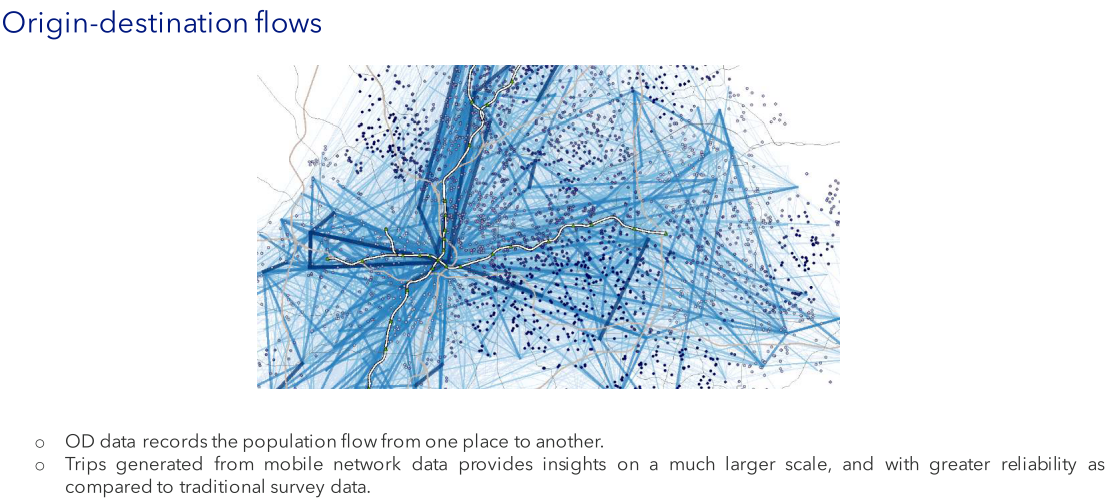 Origin-destination flows
o OD data records the population flow from one place to another.
o Trips generated from mobile network data provides insights on a much larger scale, and with greater reliability as
compared to traditional survey data.